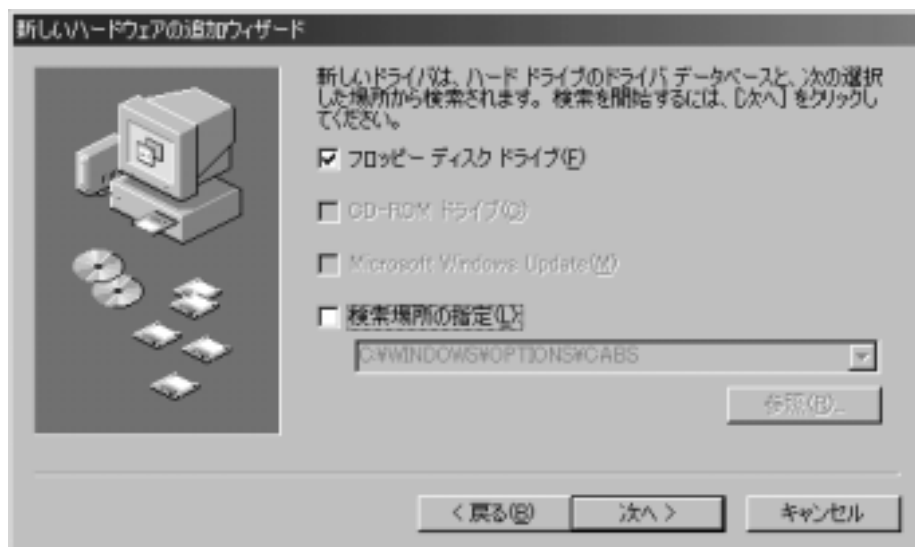 新しいハードウェアの追加ウィザード
新しいドライバは、ハード ドライブのドライバ データベースと、次の選択
した場所から検索されます。検索を開始するには、[次へ] をクリックし
てください。
フロッピー ディスク ドライブ(F)
CD-ROM ドライブ(C)
Microsoft Windows Update(M)
検索場所の指定(L):
C:¥WINDOWS¥OPTIONS¥CABS
参照(R)...
< 戻る(B)
次へ >
キャンセル